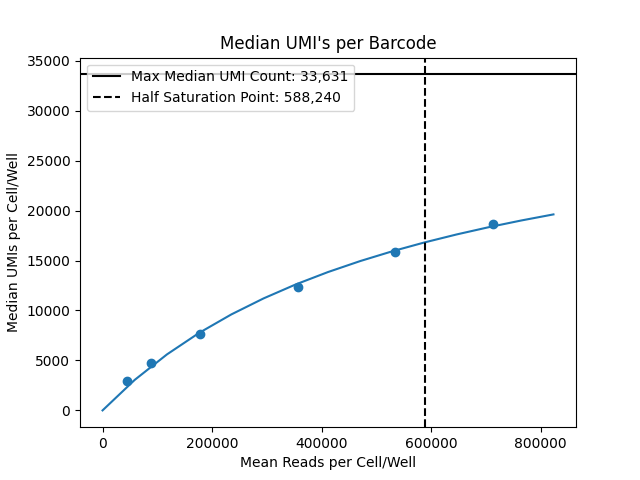 Median UMI's per Barcode
Max Median UMI Count: 33,631
Half Saturation Point: 588,240
Median UMIs per Cell/Well
35000
30000
25000
20000
15000
10000
5000
0
0 200000 400000 600000 800000
Mean Reads per Cell/Well